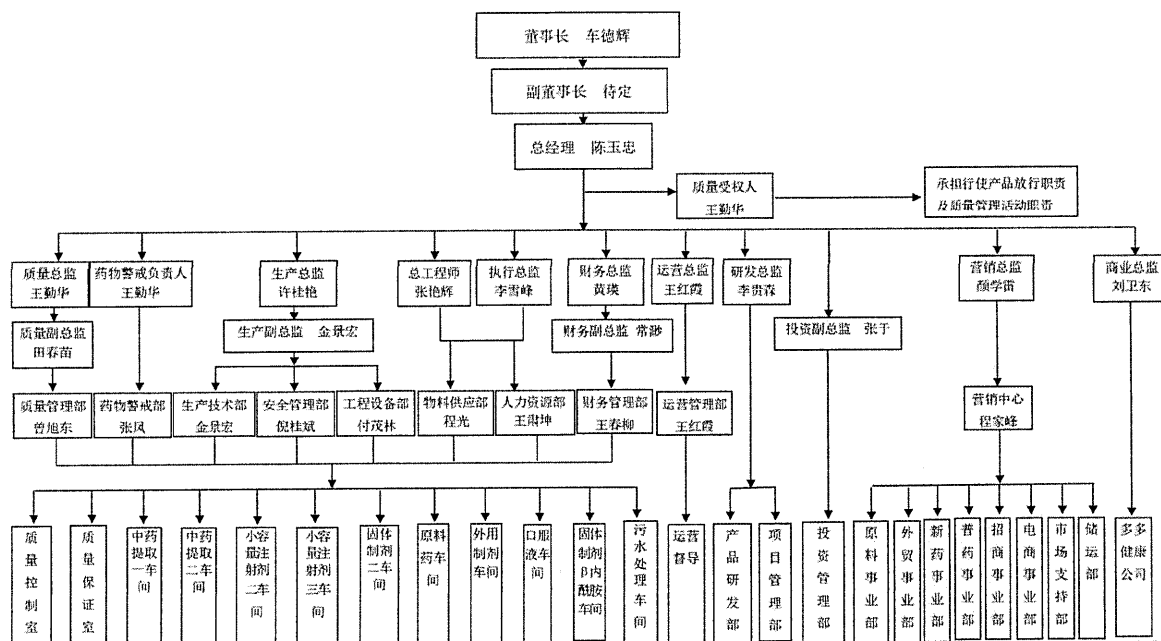 董事长 车德辉
副董事长 待定
总经理 陈玉忠
质量受权人
王勤华
承担行使产品放行职责
及质量管理活动职责
质量总监
王勤华
药物警戒负责人
王勤华
生产总监
许桂艳
总工程师
张艳辉
执行总监
李雪峰
财务总监
黄瑛
运营总监
王红霞
研发总监
李贵森
营销总监
颜学雷
商业总监
刘卫东
质量副总监
田春苗
生产副总监 金景宏
财务副总监 常渺
投资副总监 张于
质量管理部
曾旭东
药物警戒部
张凤
生产技术部
金景宏
安全管理部
倪桂斌
工程设备部
付茂林
物料供应部
程光
人力资源部
王肃坤
财务管理部
王春柳
运营管理部
王红霞
营销中心
程家峰
质量控制室
质量保证室
中药提取一车间
中药提取二车间
小容量注射剂二车间
小容量注射剂三车间
固体制剂二车间
原料药车间
外用制剂车间
口服液车间
固体制剂β内酰胺车间
污水处理车间
运营督导
产品研发部
项目管理部
投资管理部
原料事业部
外贸事业部
新药事业部
普药事业部
招商事业部
电商事业部
市场支持部
储运部
多多健康公司